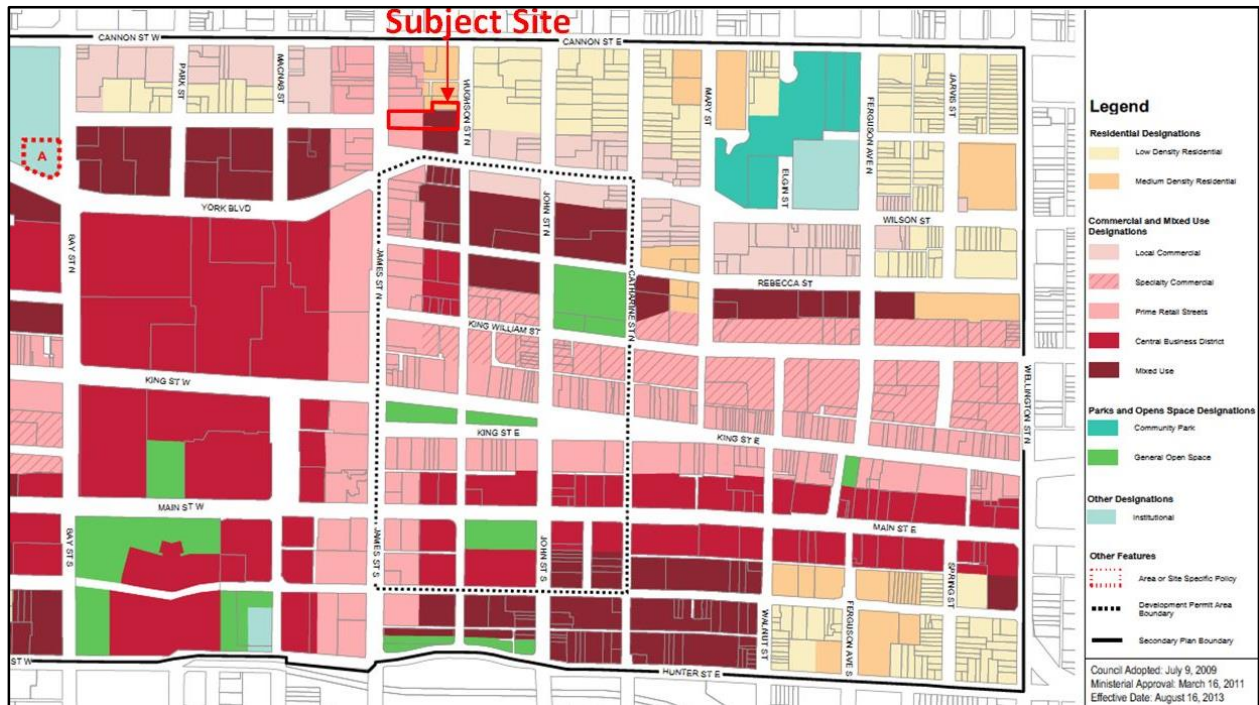 Subject Site
CANNON ST W
CANNON ST E
PARK ST
MACNAB ST
HUGHSON ST N
MARY ST
FERGUSON AVE N
JARVIS ST
A
ELGIN ST
YORK BLVD
WILSON ST
BAY ST N
JAMES ST N
JOHN ST N
CATHARINE ST N
REBECCA ST
KING WILLIAM ST
KING ST W
WELLINGTON ST N
KING ST E
KING ST E
MAIN ST W
MAIN ST E
BAY ST S
JAMES ST S
JOHN ST S
SPRING ST
WALNUT ST
FERGUSON AVE S
ST W
HUNTER ST E
Legend
Residential Designations
Low Density Residential
Medium Density Residential
Commercial and Mixed Use
Designations
Local Commercial
Specialty Commercial
Prime Retail Streets
Central Business District
Mixed Use
Parks and Opens Space Designations
Community Park
General Open Space
Other Designations
Institutional
Other Features
Area or Site Specific Policy
Development Permit Area
Boundary
Secondary Plan Boundary
Council Adopted: July 9, 2009
Ministerial Approval: March 16, 2011
Effective Date: August 16, 2013